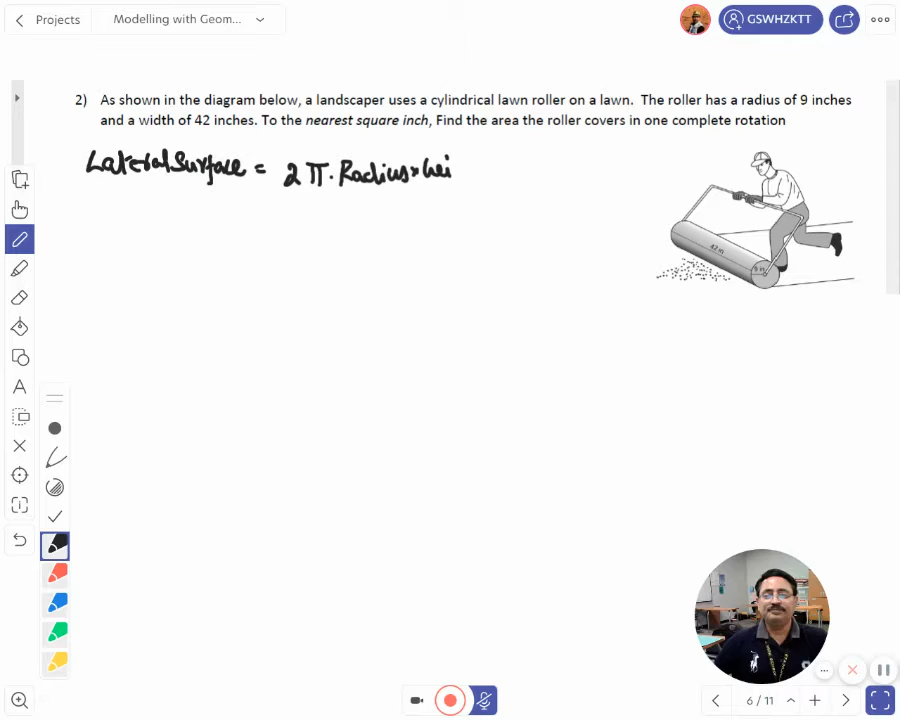 Projects
Modelling with Geom...
GSWHZKTT
2) As shown in the diagram below, a landscaper uses a cylindrical lawn roller on a lawn. The roller has a radius of 9 inches
and a width of 42 inches. To the nearest square inch, Find the area the roller covers in one complete rotation
Lateral Surface = 2 π . Radius × hei
42 in
9 in
A
6 / 11